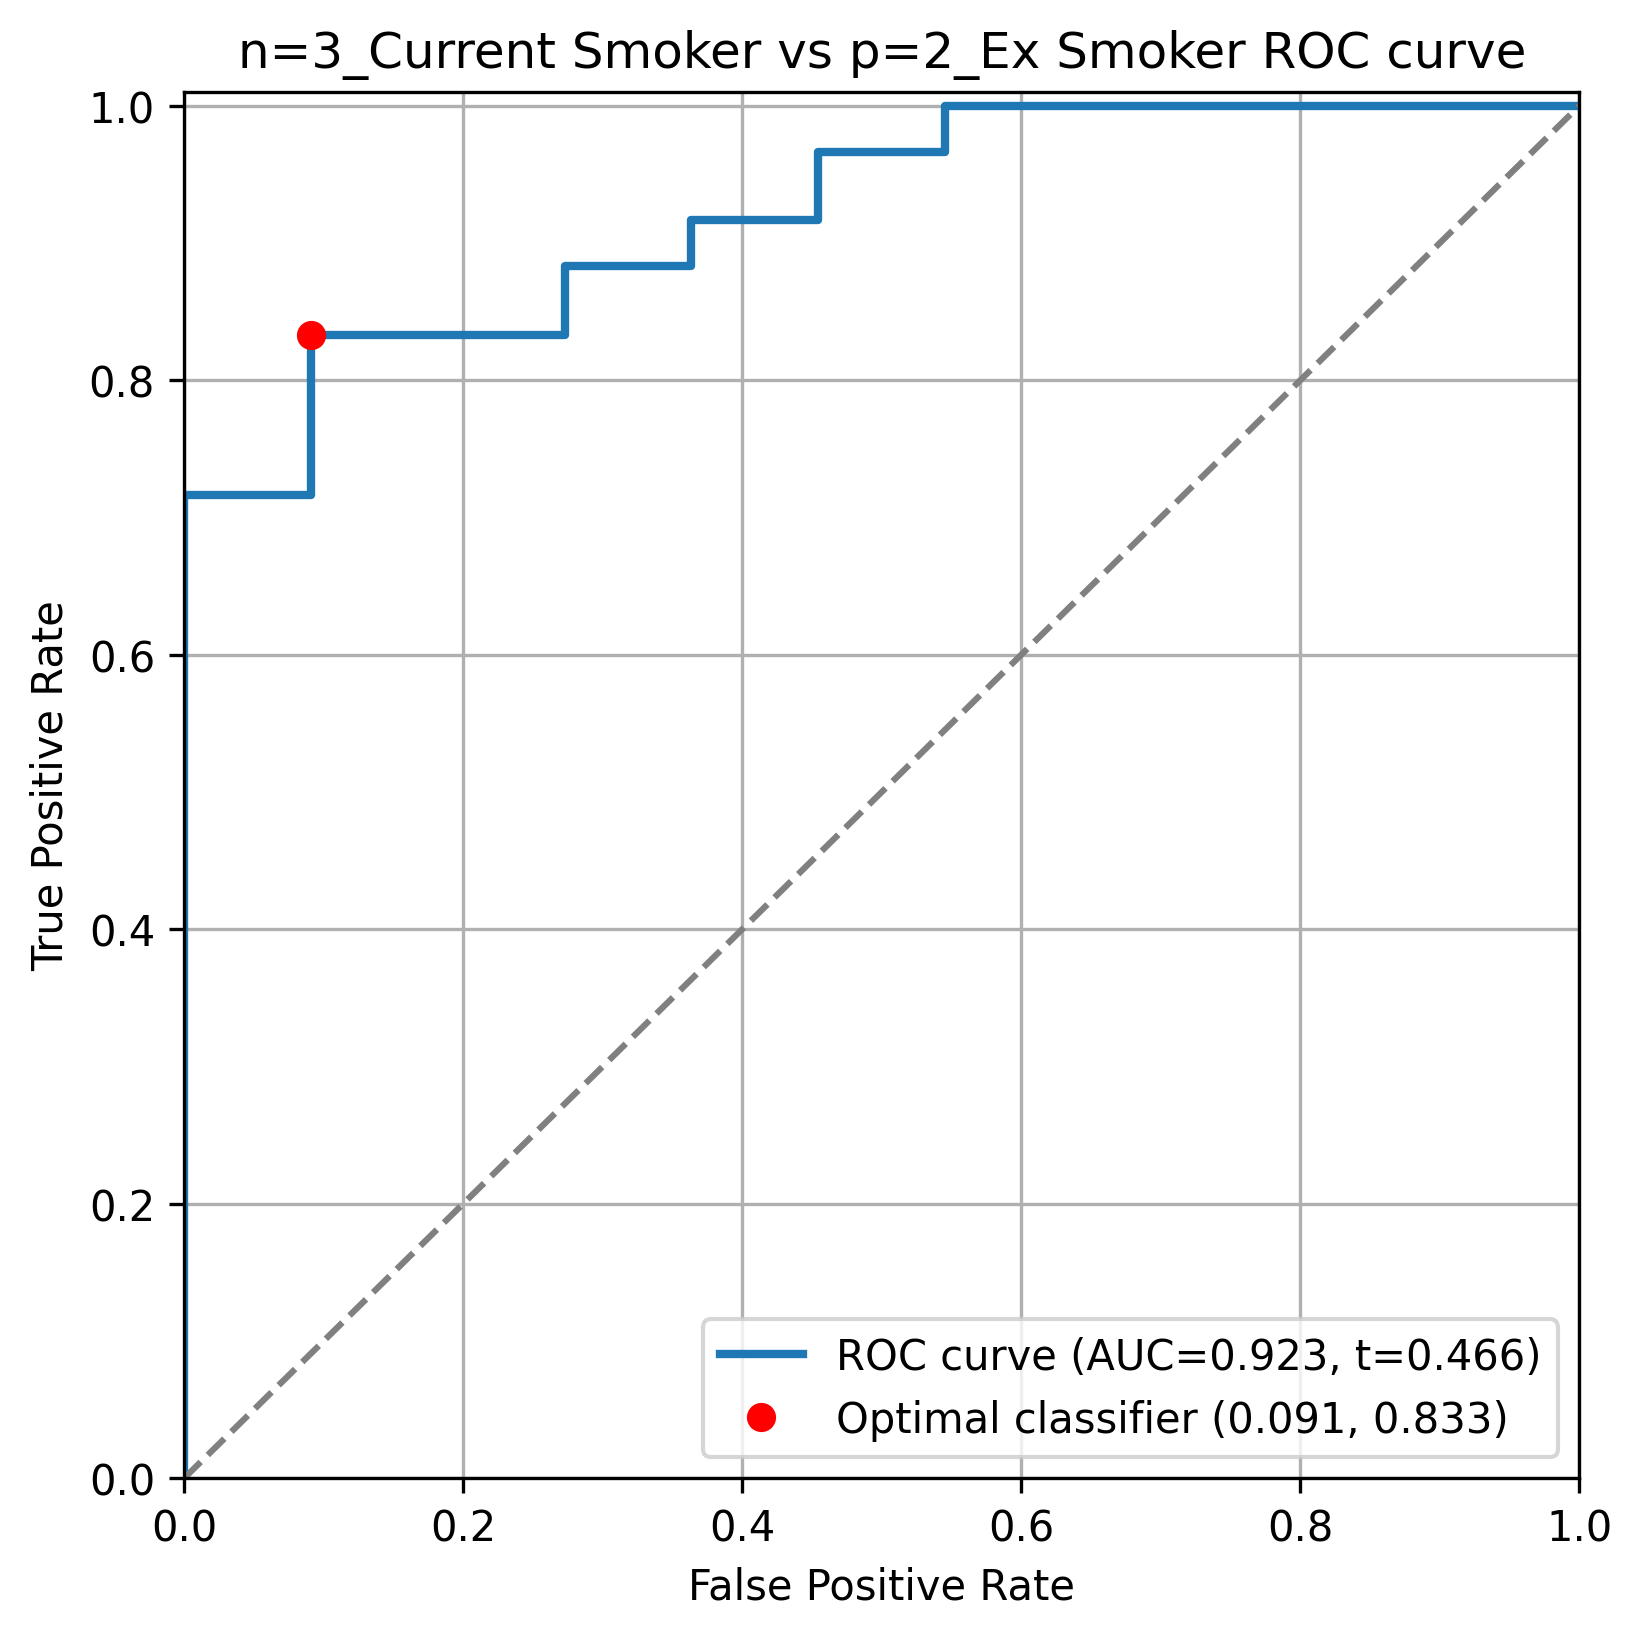 n=3_Current Smoker vs p=2_Ex Smoker ROC curve
1.0
0.8
0.6
0.4
0.2
0.0
True Positive Rate
ROC curve (AUC=0.923, t=0.466)
Optimal classifier (0.091, 0.833)
0.0 0.2 0.4 0.6 0.8 1.0
False Positive Rate